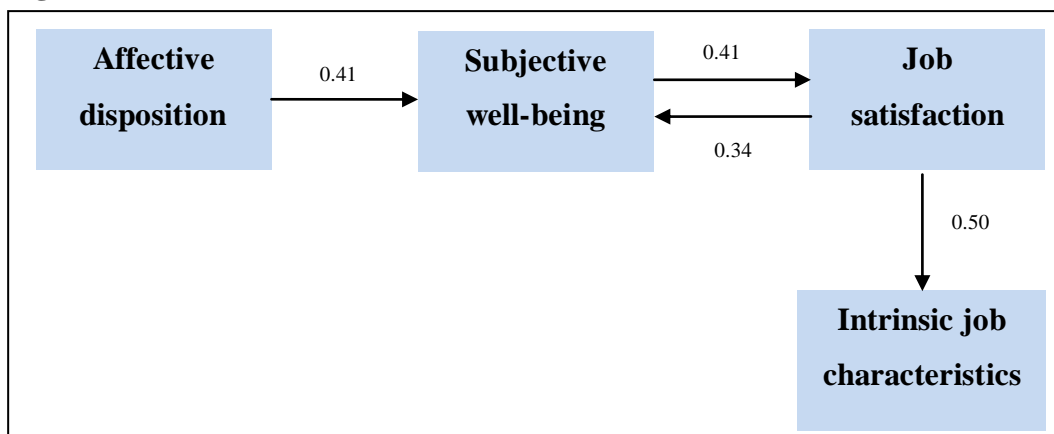 Affective
disposition
0.41
Subjective
well-being
0.41
0.34
Job
satisfaction
0.50
Intrinsic job
characteristics